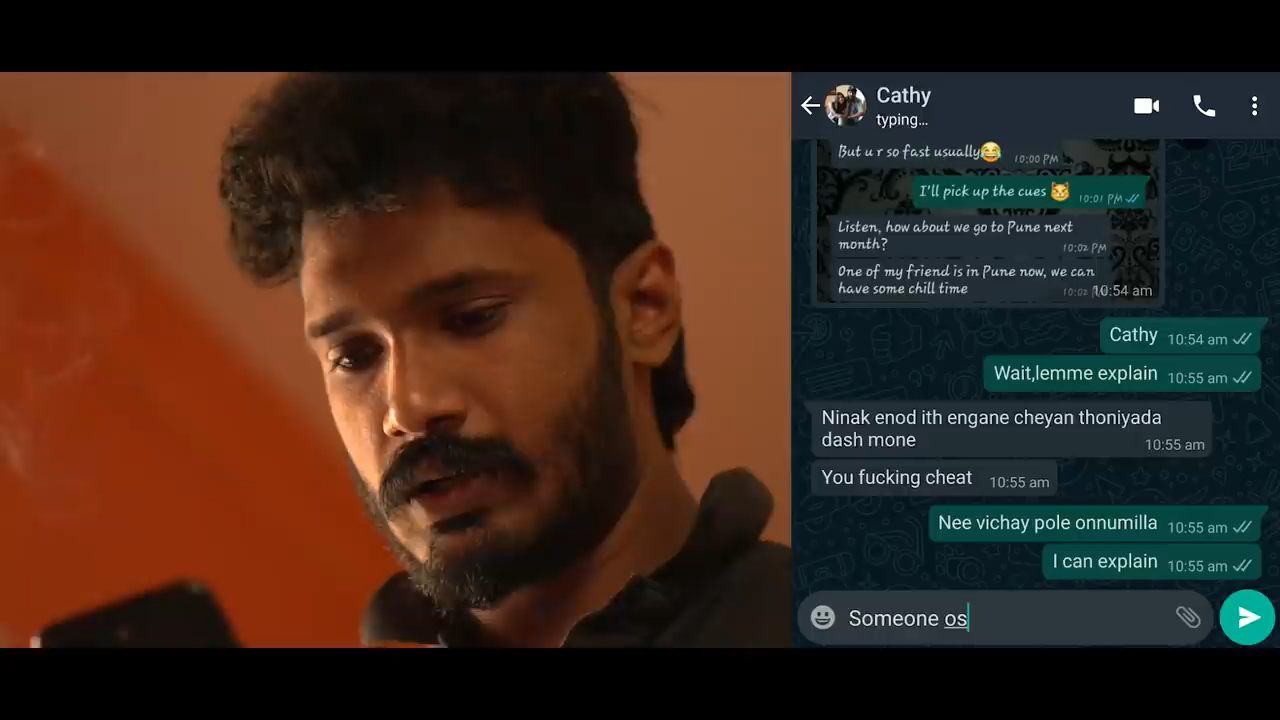 Cathy
typing...
But u r so fast usually😂 10:00 PM
I'll pick up the cues 😼 10:01 PM
Listen, how about we go to Pune next
month? 10:02 PM
One of my friend is in Pune now, we can
have some chill time 10:02
10:54 am
Cathy 10:54 am
Wait,lemme explain 10:55 am
Ninak enod ith engane cheyan thoniyada
dash mone 10:55 am
You fucking cheat 10:55 am
Nee vichay pole onnumilla 10:55 am
I can explain 10:55 am
Someone os